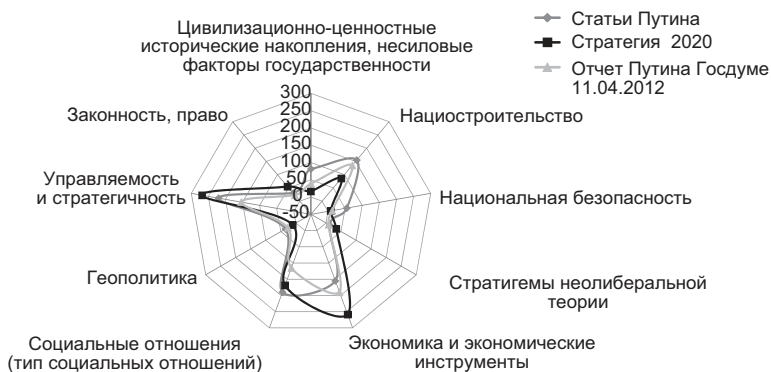 Цивилизационно-ценностные
исторические накопления, несиловые
факторы государственности
Статьи Путина
Стратегия 2020
Отчет Путина Госдуме
11.04.2012
300
250
200
150
100
50
0
-50
Законность, право
Нациостроительство
Управляемость
и стратегичность
Национальная безопасность
Геополитика
Стратигемы неолиберальной
теории
Социальные отношения
(тип социальных отношений)
Экономика и экономические
инструменты